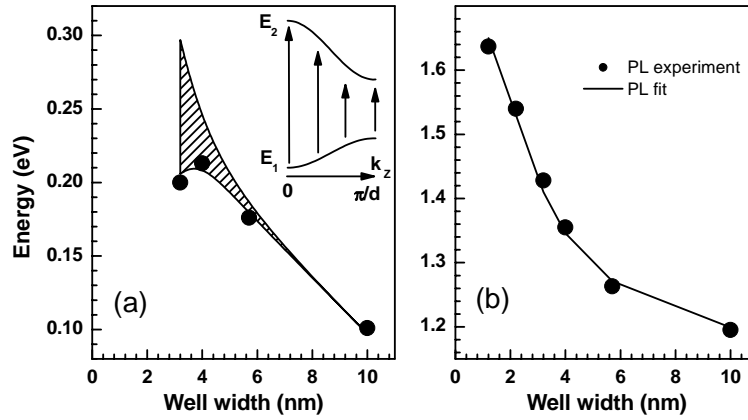 Energy (eV)
0.30
0.25
0.20
0.15
0.10
0
2
4
6
8
10
Well width (nm)
(a)
E2
E1
kz
0
π/d
1.6
1.5
1.4
1.3
1.2
0
2
4
6
8
10
Well width (nm)
(b)
PL experiment
PL fit